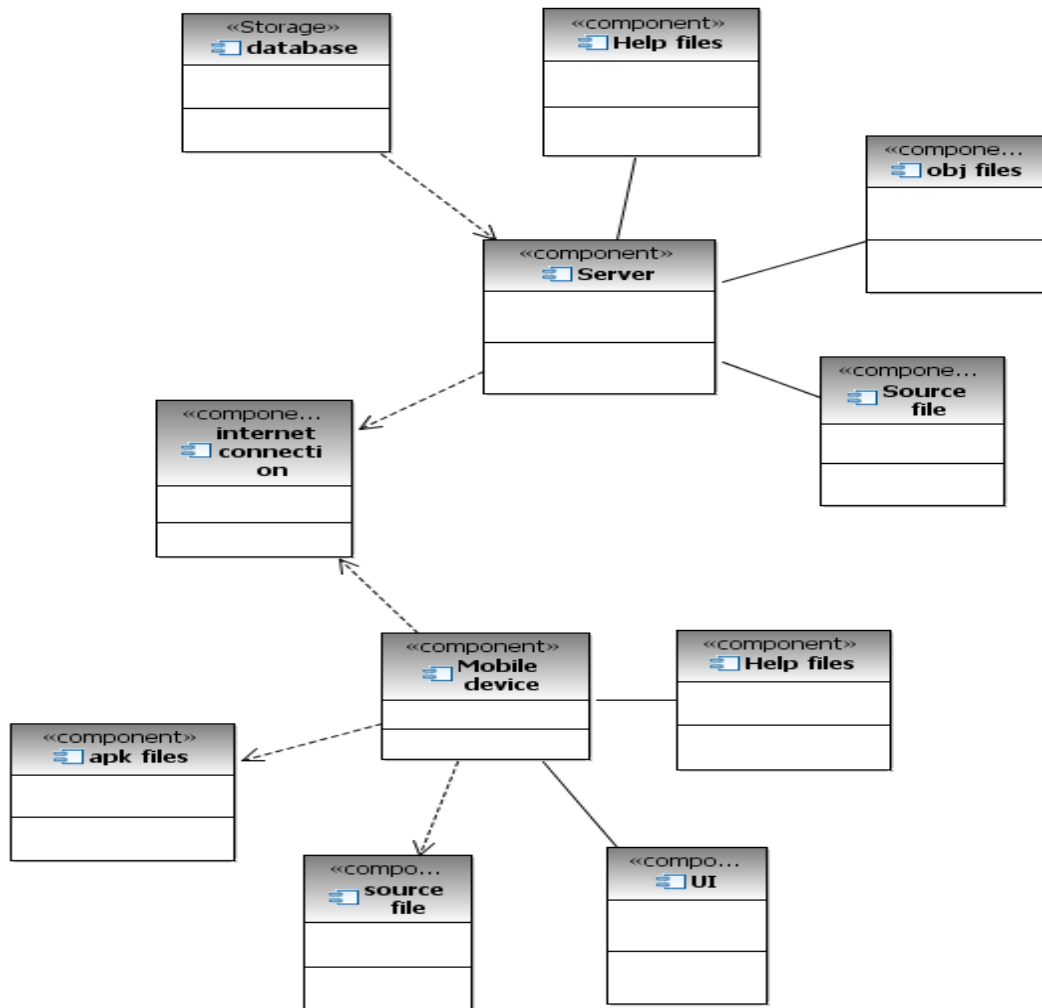 «Storage»
database
«component»
Help files
«compone...
obj files
«component»
Server
«compone...
Source
file
«compone...
internet
connecti
on
«component»
Mobile
device
«component»
Help files
«component»
apk files
«compo...
source
file
«compo...
UI